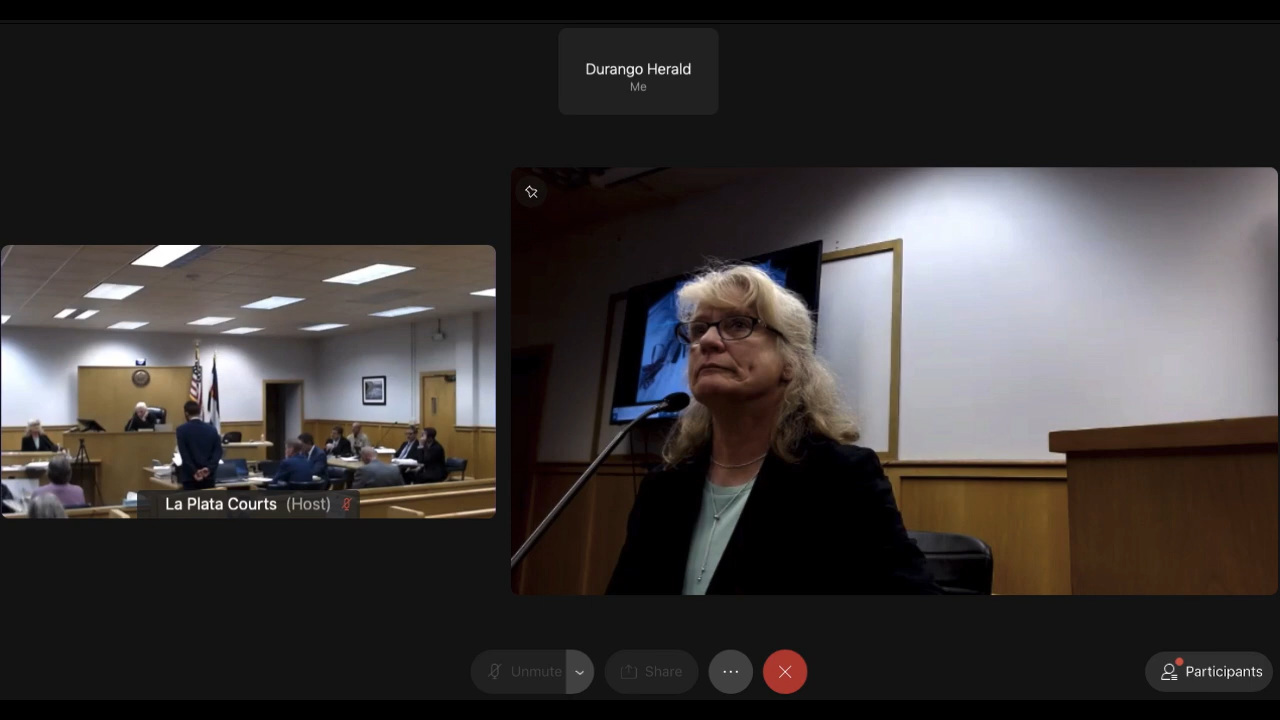 Durango Herald
Me
La Plata Courts (Host)
Unmute
Share
Participants